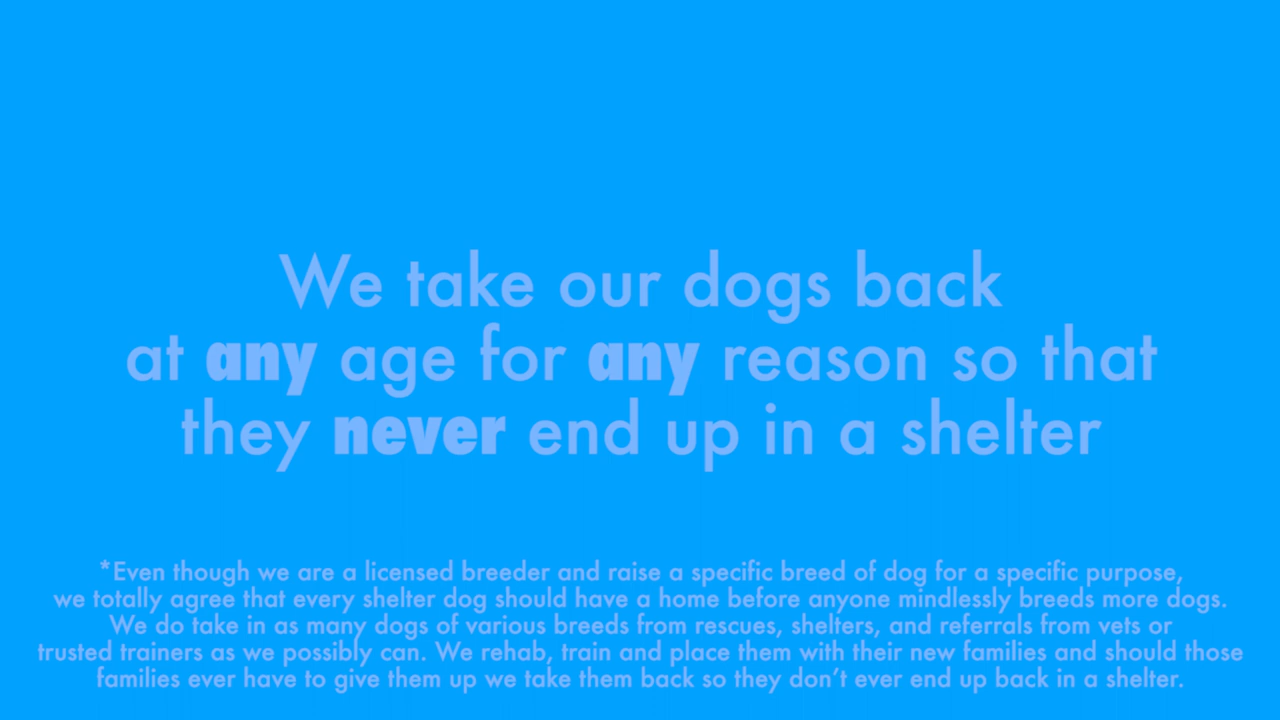 We take our dogs back
at any age for any reason so that
they never end up in a shelter
*Even though we are a licensed breeder and raise a specific breed of dog for a specific purpose,
we totally agree that every shelter dog should have a home before anyone mindlessly breeds more dogs.
We do take in as many dogs of various breeds from rescues, shelters, and referrals from vets or
trusted trainers as we possibly can. We rehab, train and place them with their new families and should those
families ever have to give them up we take them back so they don’t ever end up back in a shelter.